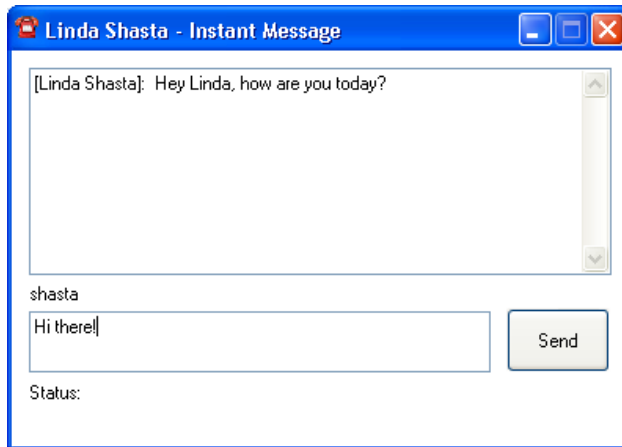 Linda Shasta - Instant Message
[Linda Shasta]:  Hey Linda, how are you today?
shasta
Hi there!
Send
Status: